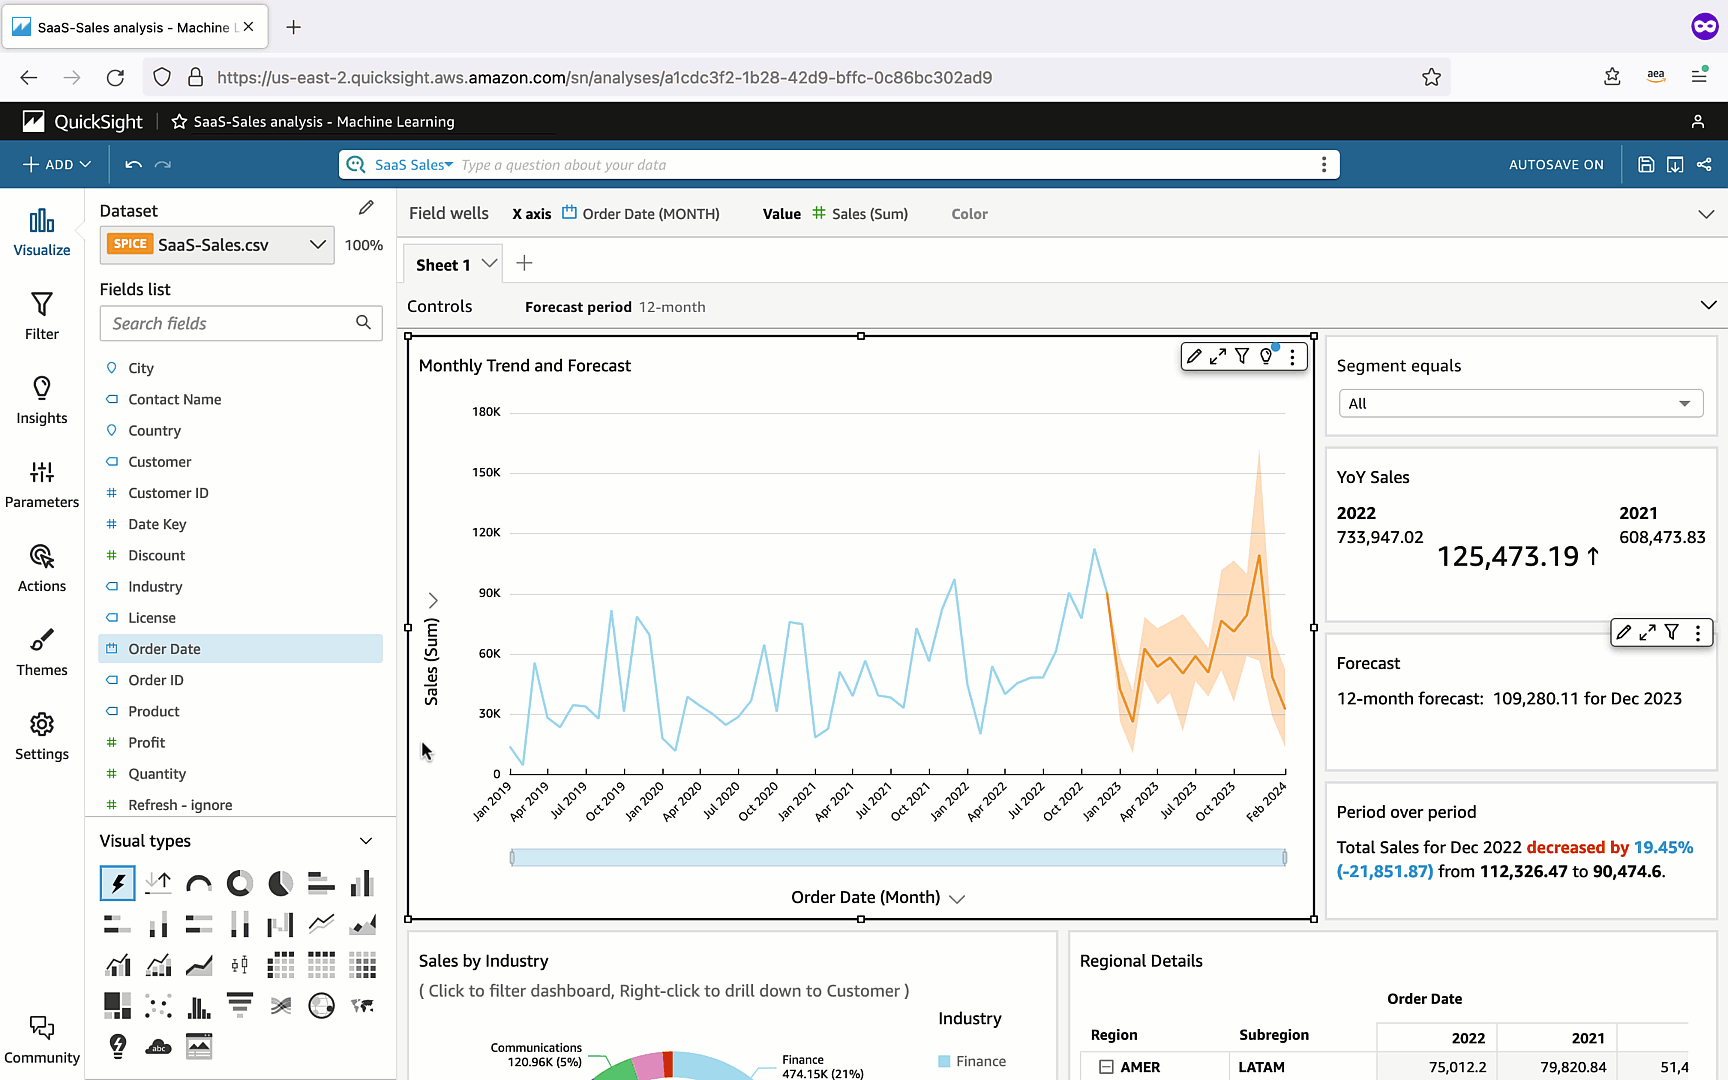 SaaS-Sales analysis - Machine L
https://us-east-2.quicksight.aws.amazon.com/sn/analyses/a1cdc3f2-1b28-42d9-bffc-0c86bc302ad9
aea
QuickSight
SaaS-Sales analysis - Machine Learning
ADD
SaaS Sales
Type a question about your data
AUTOSAVE ON
Visualize
Filter
Insights
Parameters
Actions
Themes
Settings
Community
Dataset
SPICE SaaS-Sales.csv 100%
Fields list
Search fields
City
Contact Name
Country
Customer
Customer ID
Date Key
Discount
Industry
License
Order Date
Order ID
Product
Profit
Quantity
Refresh - ignore
Visual types
abc
Field wells X axis Order Date (MONTH) Value Sales (Sum) Color
Sheet 1
Controls Forecast period 12-month
Monthly Trend and Forecast
180K
150K
120K
90K
60K
30K
0
Sales (Sum)
Jan 2019
Apr 2019
Jul 2019
Oct 2019
Jan 2020
Apr 2020
Jul 2020
Oct 2020
Jan 2021
Apr 2021
Jul 2021
Oct 2021
Jan 2022
Apr 2022
Jul 2022
Oct 2022
Jan 2023
Apr 2023
Jul 2023
Oct 2023
Feb 2024
Order Date (Month)
Segment equals
All
YoY Sales
2022 2021
733,947.02 608,473.83
125,473.19 ↑
Forecast
12-month forecast: 109,280.11 for Dec 2023
Period over period
Total Sales for Dec 2022 decreased by 19.45%
(-21,851.87) from 112,326.47 to 90,474.6.
Sales by Industry
( Click to filter dashboard, Right-click to drill down to Customer )
Industry
Finance
Communications
120.96K (5%)
Finance
474.15K (21%)
Regional Details
Order Date
Region Subregion 2022 2021
AMER LATAM 75,012.2 79,820.84 51,4